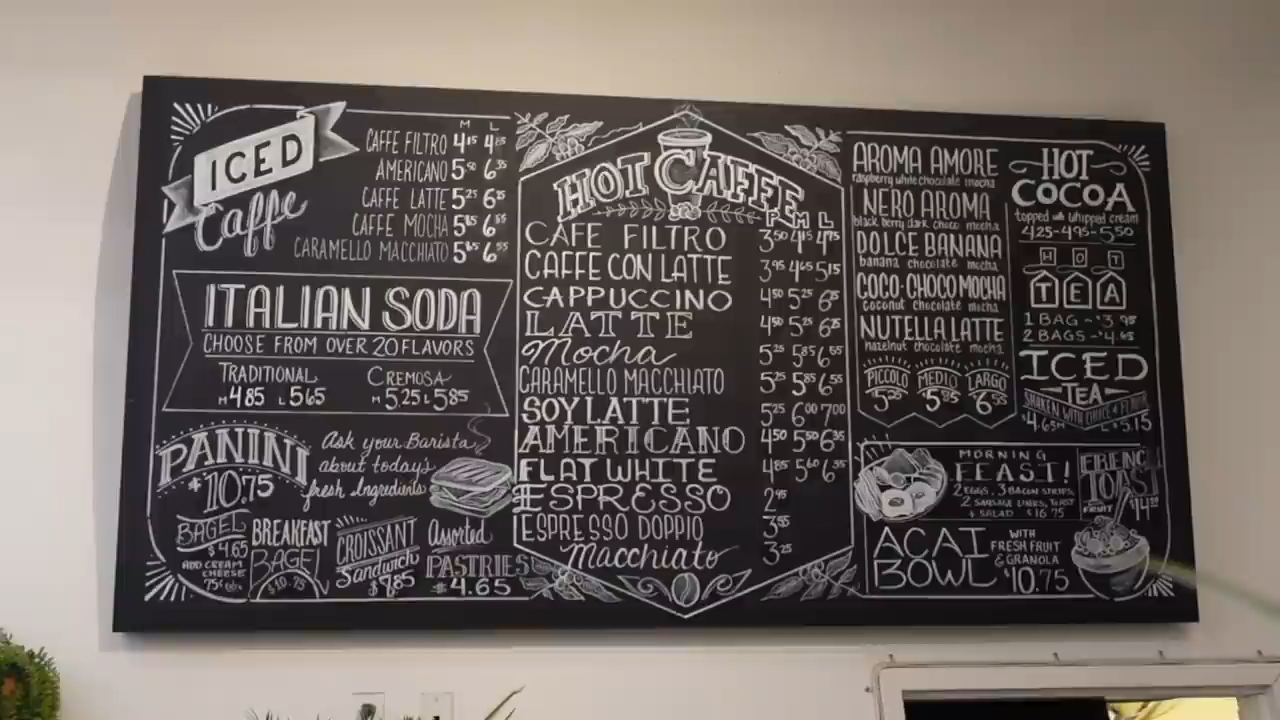 ICED
Caffe
M L
CAFFE FILTRO 4.15 4.85
AMERICANO 5.50 6.35
CAFFE LATTE 5.25 6.25
CAFFE MOCHA 5.85 6.55
CARAMELLO MACCHIATO 5.85 6.55
ITALIAN SODA
CHOOSE FROM OVER 20 FLAVORS
TRADITIONAL
M 4.85 L 5.65
CREMOSA
M 5.25 L 5.85
PANINI
$10.75
Ask your Barista
about today's
fresh Ingredients
BAGEL
$4.65
ADD CREAM
CHEESE
BREAKFAST
BAGEL
$10.75
CROISSANT
Sandwich
$7.85
Assorted
PASTRIES
$4.65
HOT CAFFE
P M L
CAFE FILTRO 3.50 4.15 4.75
CAFFE CON LATTE 3.95 4.65 5.15
CAPPUCCINO 4.50 5.25 6.25
LATTE 4.50 5.25 6.25
Mocha 5.25 5.85 6.55
CARAMELLO MACCHIATO 5.25 5.85 6.55
SOY LATTE 5.25 6.00 7.00
AMERICANO 4.50 5.50 6.35
FLAT WHITE 4.85 5.60 6.35
ESPRESSO 2.95
ESPRESSO DOPPIO 3.55
Macchiato 3.25
AROMA AMORE
raspberry white chocolate mocha
NERO AROMA
black berry dark choco mocha
DOLCE BANANA
banana chocolate mocha
COCO-CHOCO MOCHA
coconut chocolate mocha
NUTELLA LATTE
hazelnut chocolate mocha
PICCOLO
5.25
MEDIO
5.85
LARGO
6.55
HOT
COCOA
topped with whipped cream
4.25-4.95-5.50
HOT
TEA
1 BAG - $3.95
2 BAGS - $4.65
ICED
TEA
SHAKEN WITH CHOICE of FLAVOR
$4.65M L $5.15
MORNING
FEAST!
2 EGGS, 3 BACON STRIPS,
2 SAUSAGE LINKS, TOAST
& SALAD $16.75
FRENCH
TOAST
FRUIT
ACAI
BOWL
WITH
FRESH FRUIT
& GRANOLA
$10.75